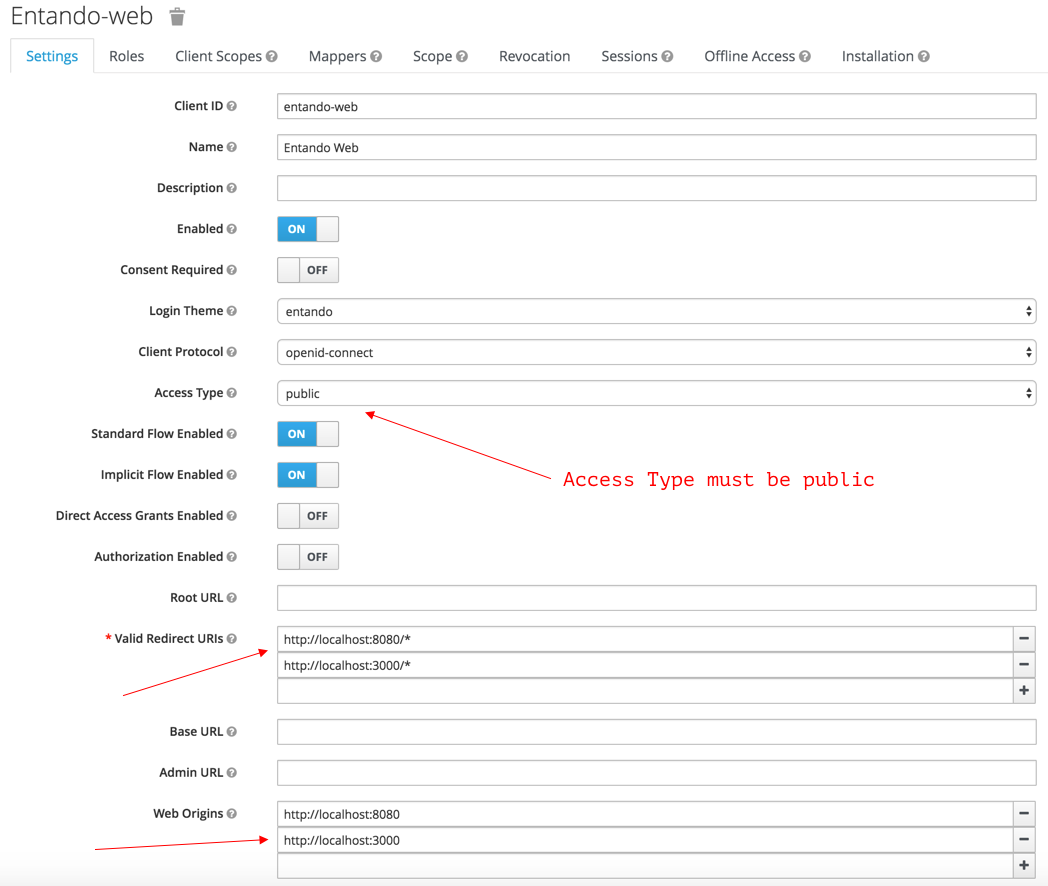 Entando-web
Settings Roles Client Scopes Mappers Scope Revocation Sessions Offline Access Installation
Client ID entando-web
Name Entando Web
Description
Enabled ON
Consent Required OFF
Login Theme entando
Client Protocol openid-connect
Access Type public
Standard Flow Enabled ON
Implicit Flow Enabled ON
Access Type must be public
Direct Access Grants Enabled OFF
Authorization Enabled OFF
Root URL
* Valid Redirect URIs http://localhost:8080/*
http://localhost:3000/*
Base URL
Admin URL
Web Origins http://localhost:8080
http://localhost:3000